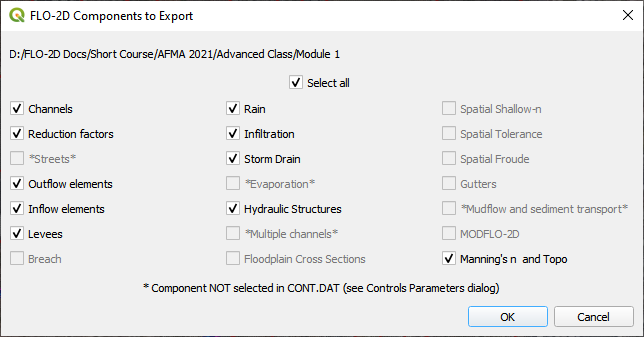 FLO-2D Components to Export
D:/FLO-2D Docs/Short Course/AFMA 2021/Advanced Class/Module 1
Select all
Channels
Rain
Spatial Shallow-n
Reduction factors
Infiltration
Spatial Tolerance
*Streets*
Storm Drain
Spatial Froude
Outflow elements
*Evaporation*
Gutters
Inflow elements
Hydraulic Structures
*Mudflow and sediment transport*
Levees
*Multiple channels*
MODFLO-2D
Breach
Floodplain Cross Sections
Manning's n and Topo
* Component NOT selected in CONT.DAT (see Controls Parameters dialog)
OK
Cancel